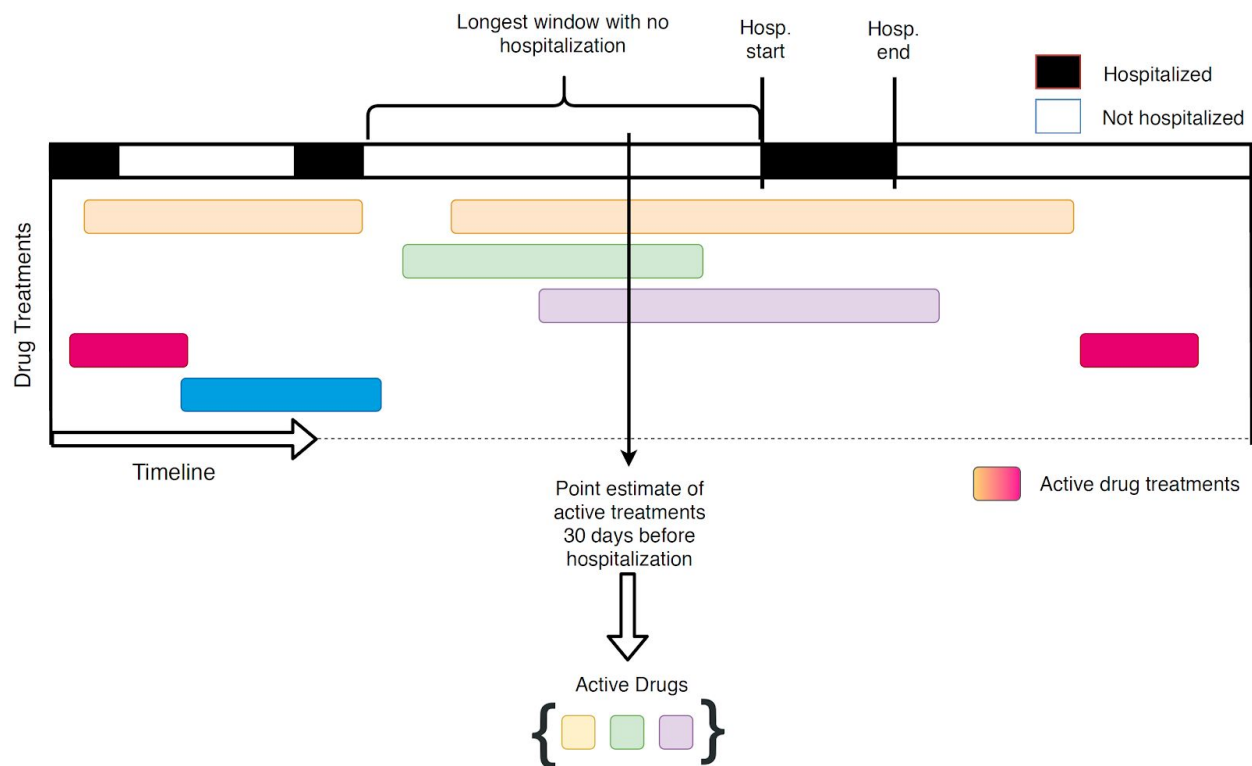 Longest window with no
hospitalization
Hosp.
start
Hosp.
end
Hospitalized
Not hospitalized
Drug Treatments
Timeline
Point estimate of
active treatments
30 days before
hospitalization
Active drug treatments
Active Drugs
{ }